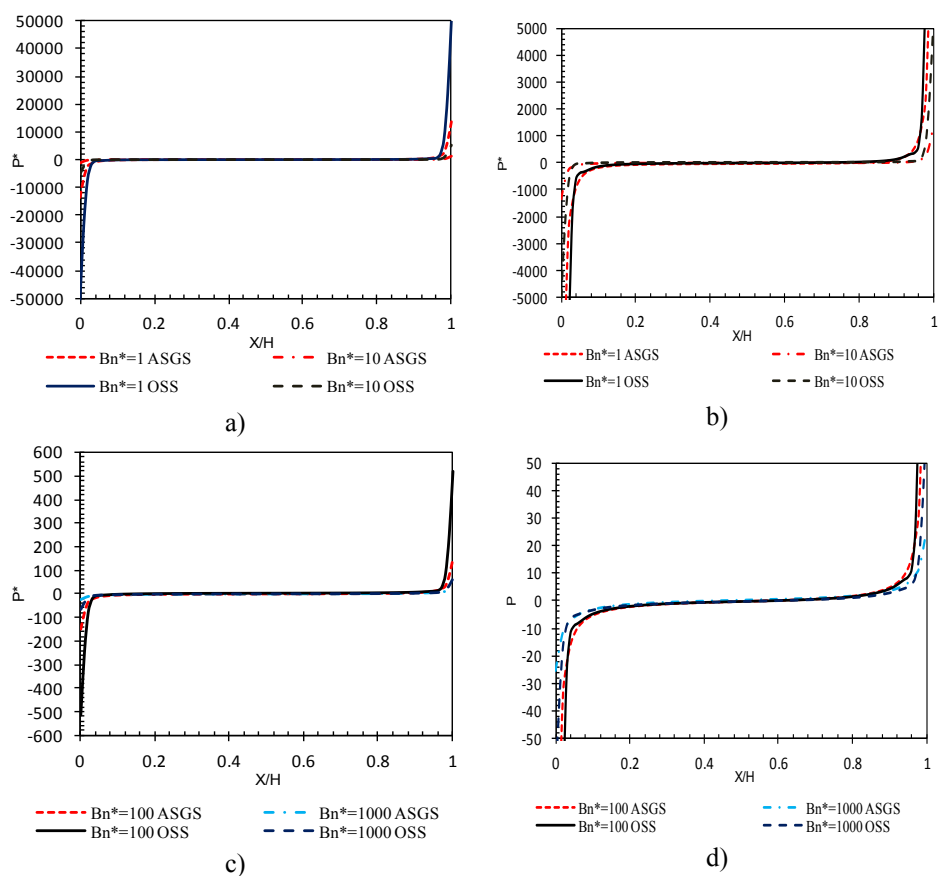 50000
40000
30000
20000
10000
0
-10000
-20000
-30000
-40000
-50000
P*
0 0.2 0.4 0.6 0.8 1
X/H
Bn*=1 ASGS Bn*=10 ASGS
Bn*=1 OSS Bn*=10 OSS
a)
5000
4000
3000
2000
1000
0
-1000
-2000
-3000
-4000
-5000
P*
0 0.2 0.4 0.6 0.8 1
X/H
Bn*=1 ASGS Bn*=10 ASGS
Bn*=1 OSS Bn*=10 OSS
b)
600
500
400
300
200
100
0
-100
-200
-300
-400
-500
-600
P*
0 0.2 0.4 0.6 0.8 1
X/H
Bn*=100 ASGS Bn*=1000 ASGS
Bn*=100 OSS Bn*=1000 OSS
c)
50
40
30
20
10
0
-10
-20
-30
-40
-50
P
0 0.2 0.4 0.6 0.8 1
X/H
Bn*=100 ASGS Bn*=1000 ASGS
Bn*=100 OSS Bn*=1000 OSS
d)